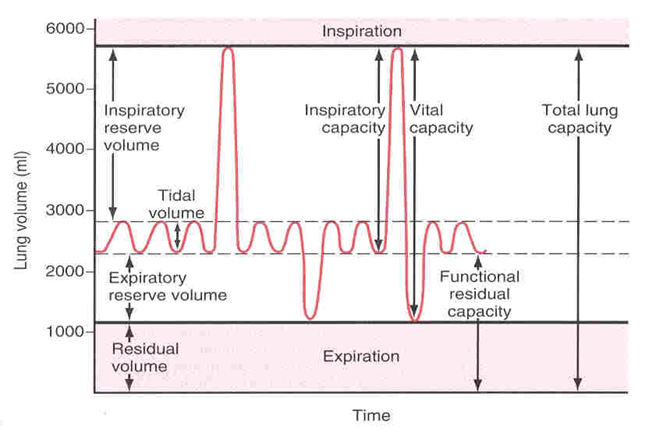 Inspiration
6000
5000
4000
3000
2000
1000
Lung volume (ml)
Inspiratory
reserve
volume
Inspiratory
capacity
Vital
capacity
Total lung
capacity
Tidal
volume
Expiratory
reserve volume
Functional
residual
capacity
Residual
volume
Expiration
Time